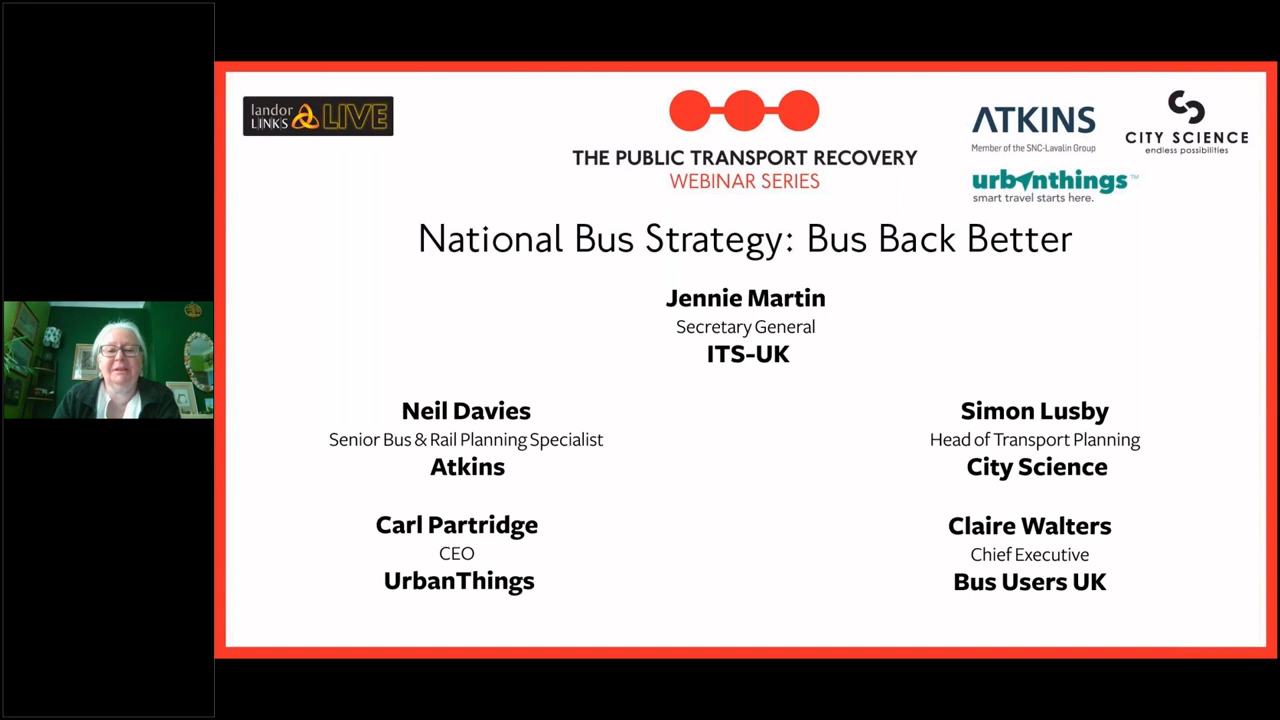 landor
LINKS LIVE
THE PUBLIC TRANSPORT RECOVERY
WEBINAR SERIES
ATKINS
Member of the SNC-Lavalin Group
CITY SCIENCE
endless possibilities
urbanthings™
smart travel starts here.
National Bus Strategy: Bus Back Better
Jennie Martin
Secretary General
ITS-UK
Neil Davies
Senior Bus & Rail Planning Specialist
Atkins
Simon Lusby
Head of Transport Planning
City Science
Carl Partridge
CEO
UrbanThings
Claire Walters
Chief Executive
Bus Users UK